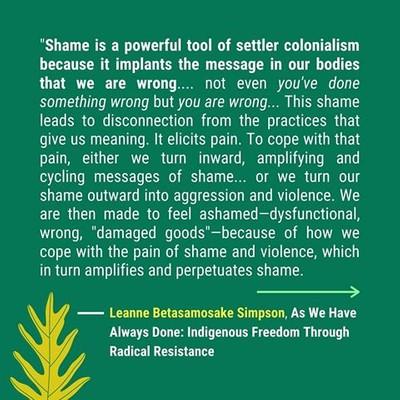 "Shame is a powerful tool of settler colonialism
because it implants the message in our bodies
that we are wrong.... not even you've done
something wrong but you are wrong... This shame
leads to disconnection from the practices that
give us meaning. It elicits pain. To cope with that
pain, either we turn inward, amplifying and
cycling messages of shame... or we turn our
shame outward into aggression and violence. We
are then made to feel ashamed—dysfunctional,
wrong, "damaged goods"—because of how we
cope with the pain of shame and violence, which
in turn amplifies and perpetuates shame.
Leanne Betasamosake Simpson, As We Have
Always Done: Indigenous Freedom Through
Radical Resistance